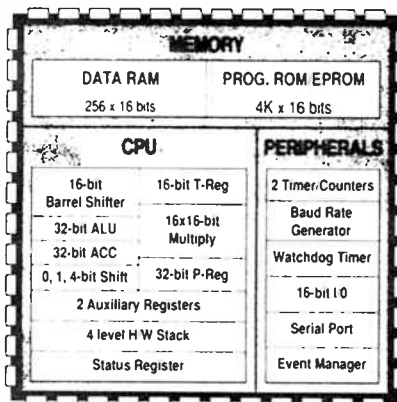 MEMORY
DATA RAM
256 x 16 bits
PROG. ROM/EPROM
4K x 16 bits
CPU
16-bit
Barrel Shifter
32-bit ALU
32-bit ACC
0, 1, 4-bit Shift
16-bit T-Reg
16x16-bit
Multiply
32-bit P-Reg
2 Auxiliary Registers
4 level H/W Stack
Status Register
PERIPHERALS
2 Timer/Counters
Baud Rate
Generator
Watchdog Timer
16-bit I/0
Serial Port
Event Manager